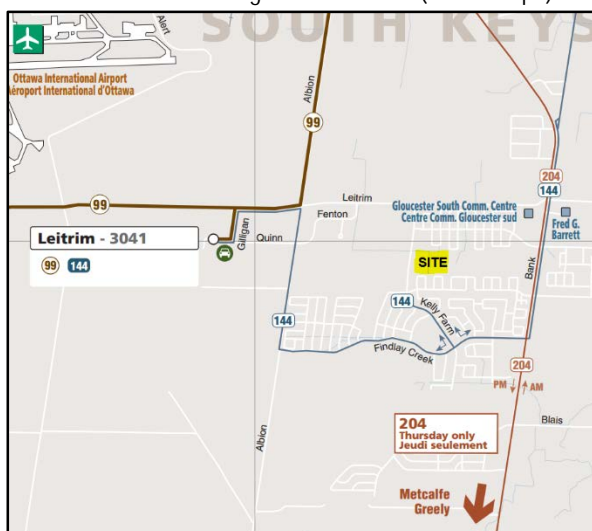 SOUTH KEYS
Alert
Ottawa International Airport
Aéroport International d'Ottawa
Albion
99
204
144
99
Leitrim
Fenton
Gloucester South Comm. Centre
Centre Comm. Gloucester sud
Fred G.
Barrett
Leitrim - 3041
99 144
Gilligan
Quinn
SITE
Bank
144
Kelly Farm
144
Findlay Creek
204
PM AM
204
Thursday only
Jeudi seulement
Blais
Albion
Metcalfe
Greely